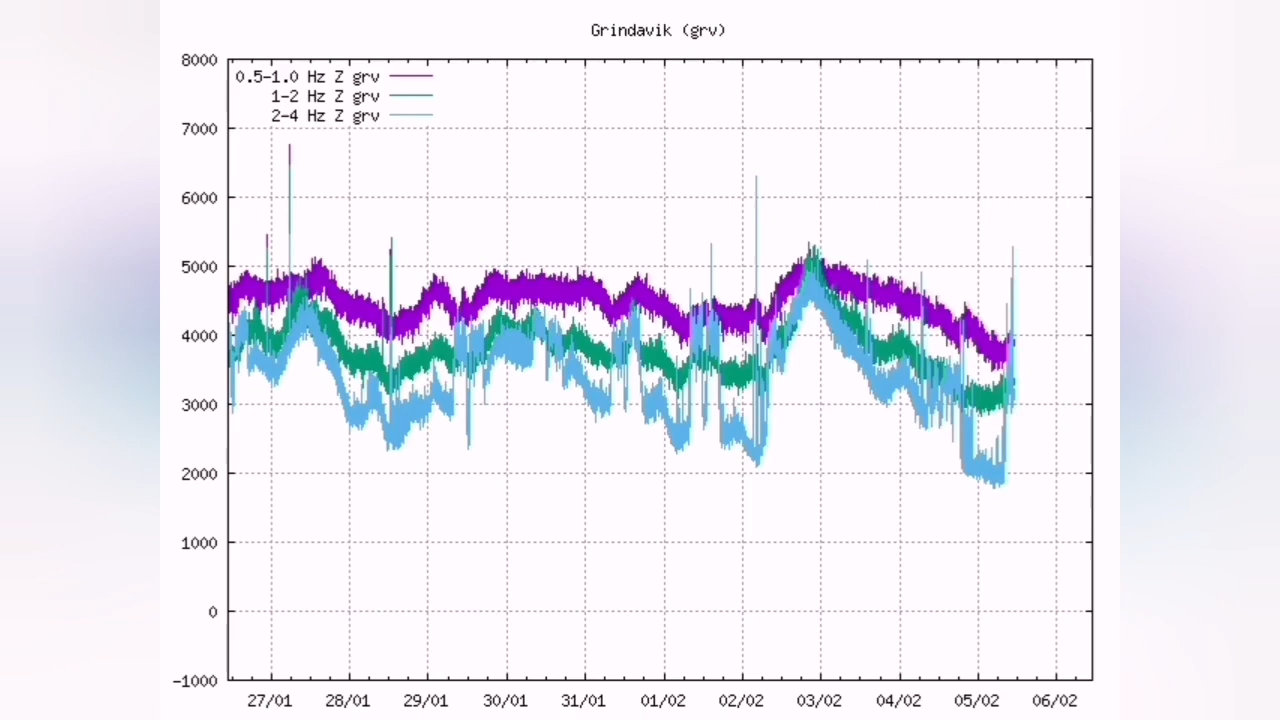 Grindavik (grv)
8000
0.5-1.0 Hz Z grv
1-2 Hz Z grv
2-4 Hz Z grv
7000
6000
5000
4000
3000
2000
1000
0
-1000
27/01 28/01 29/01 30/01 31/01 01/02 02/02 03/02 04/02 05/02 06/02